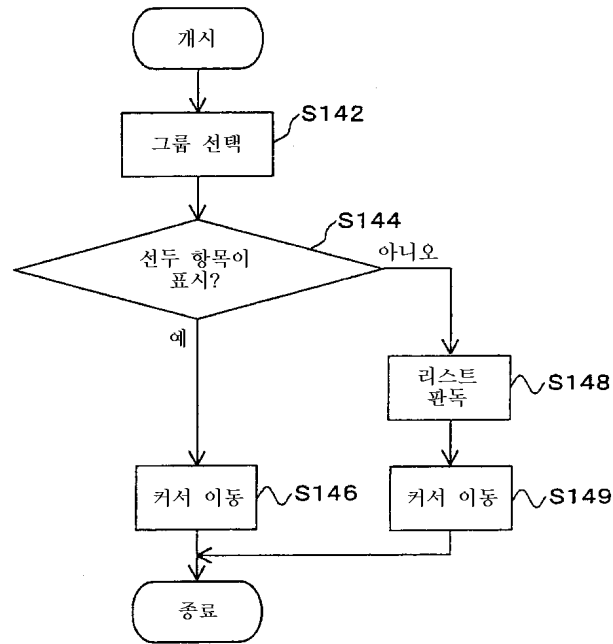 개시
S142
그룹 선택
S144
선두 항목이
표시?
아니오
예
리스트
판독
S148
커서 이동
S146
커서 이동
S149
종료